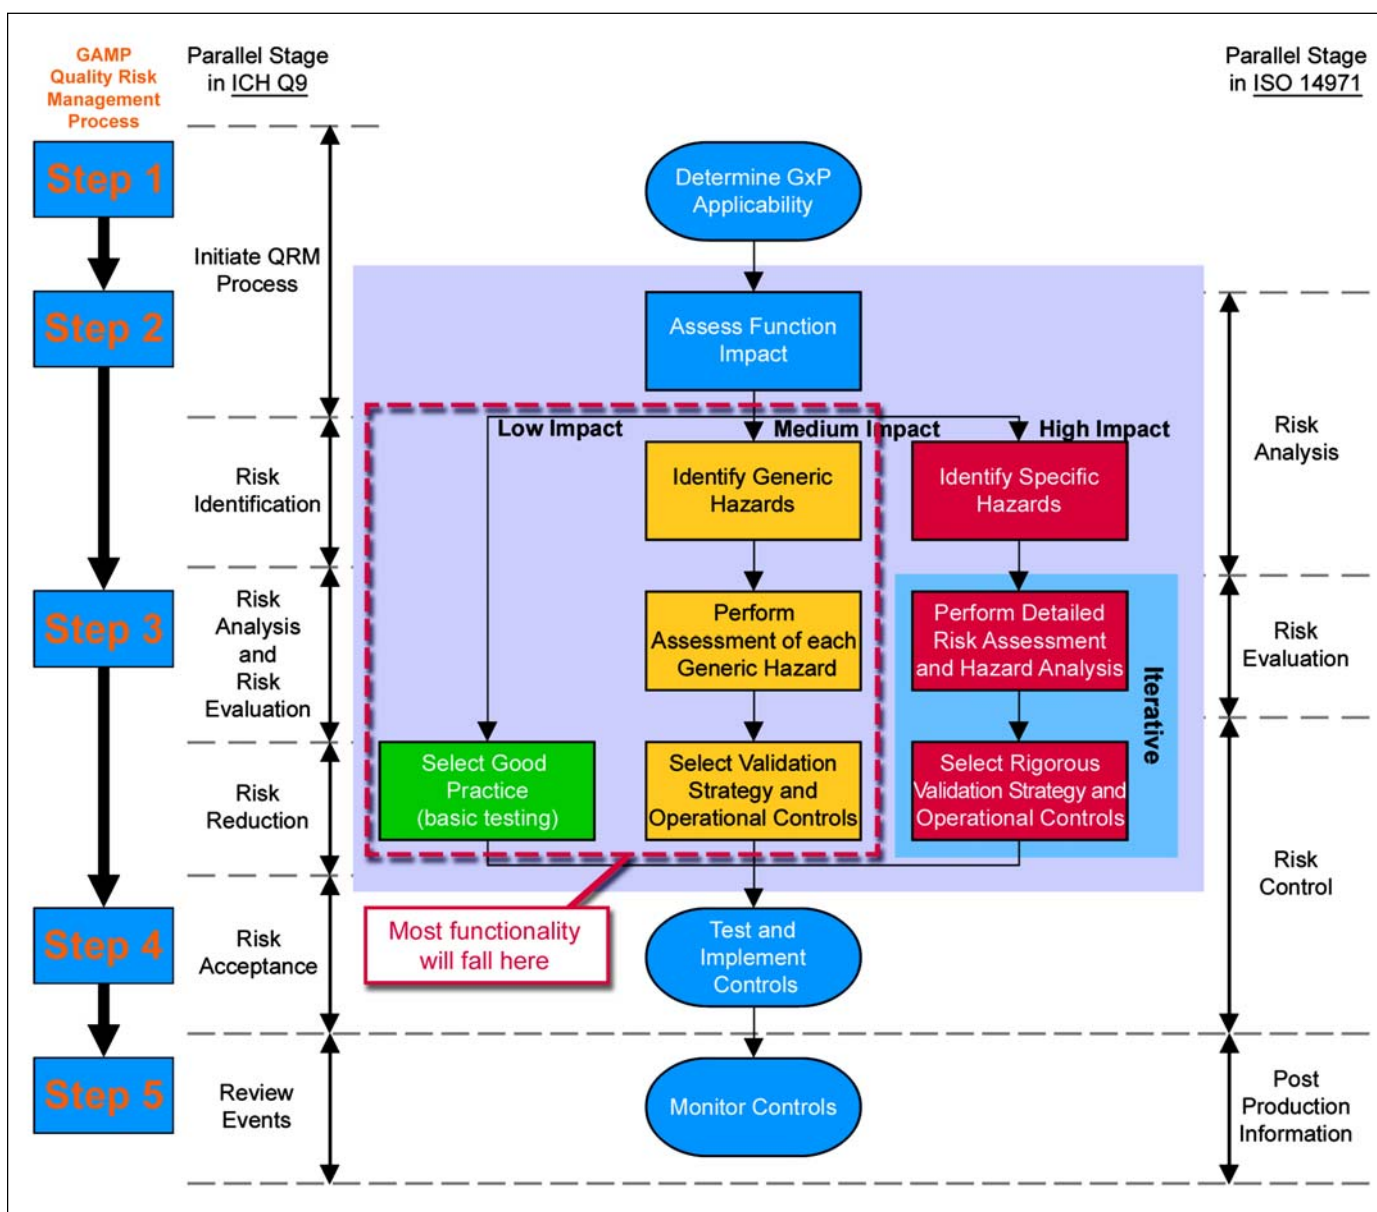 GAMP
Quality Risk
Management
Process
Parallel Stage
in ICH Q9
Parallel Stage
in ISO 14971
Step 1
Determine GxP
Applicability
Initiate QRM
Process
Step 2
Assess Function
Impact
Low Impact
Medium Impact
High Impact
Risk
Analysis
Risk
Identification
Identify Generic
Hazards
Identify Specific
Hazards
Step 3
Risk
Analysis
and
Risk
Evaluation
Perform
Assessment of each
Generic Hazard
Perform Detailed
Risk Assessment
and Hazard Analysis
Iterative
Risk
Evaluation
Risk
Reduction
Select Good
Practice
(basic testing)
Select Validation
Strategy and
Operational Controls
Select Rigorous
Validation Strategy and
Operational Controls
Risk
Control
Step 4
Risk
Acceptance
Most functionality
will fall here
Test and
Implement
Controls
Step 5
Review
Events
Monitor Controls
Post
Production
Information